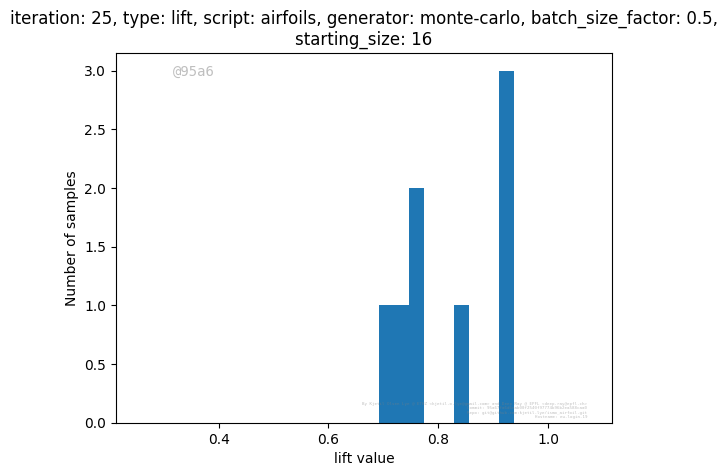 iteration: 25, type: lift, script: airfoils, generator: monte-carlo, batch_size_factor: 0.5,
starting_size: 16
@95a6
3.0
2.5
2.0
1.5
1.0
0.5
0.0
Number of samples
0.4 0.6 0.8 1.0
lift value